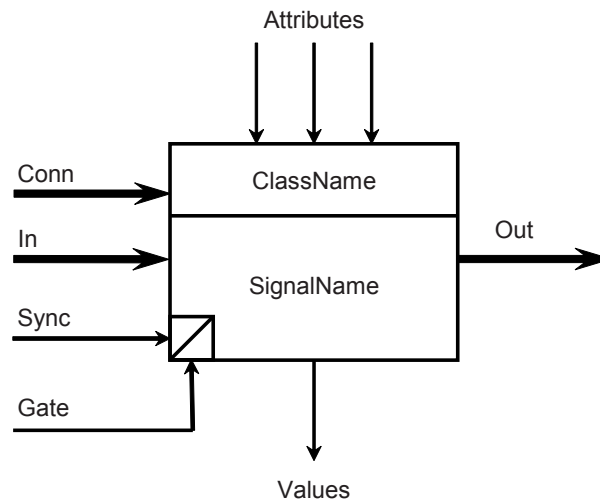 Attributes
Conn
ClassName
In
Out
SignalName
Sync
Gate
Values